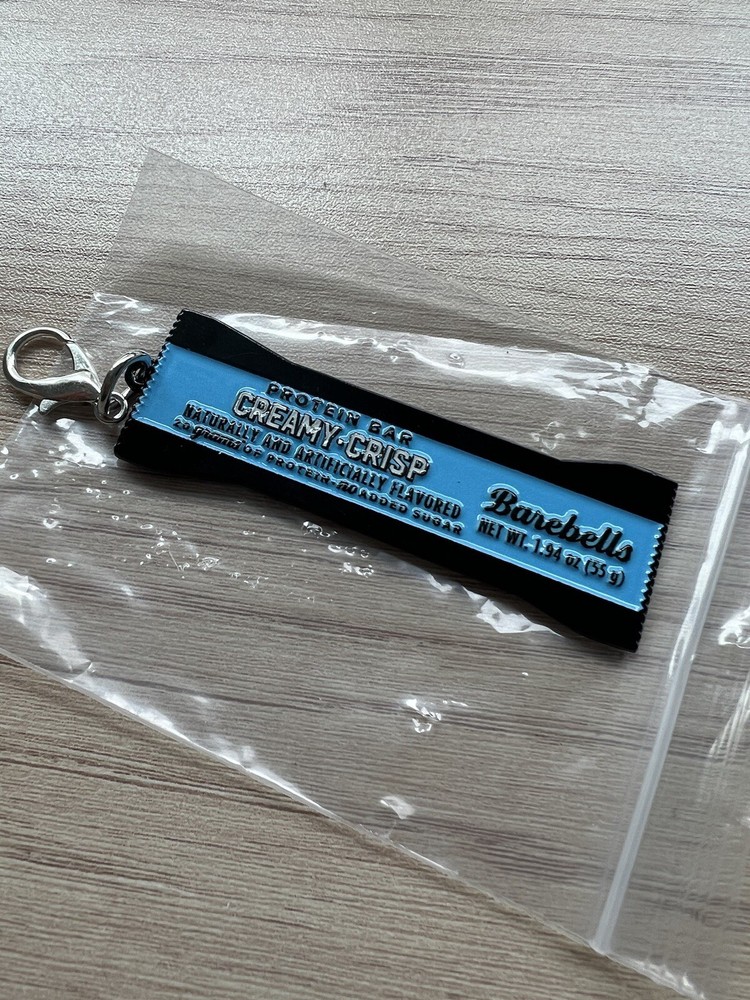 PROTEIN BAR
CREAMY·CRISP
NATURALLY AND ARTIFICIALLY FLAVORED
20 grams OF PROTEIN-NO ADDED SUGAR
Barebells
NET WT. 1.94 oz (55 g)